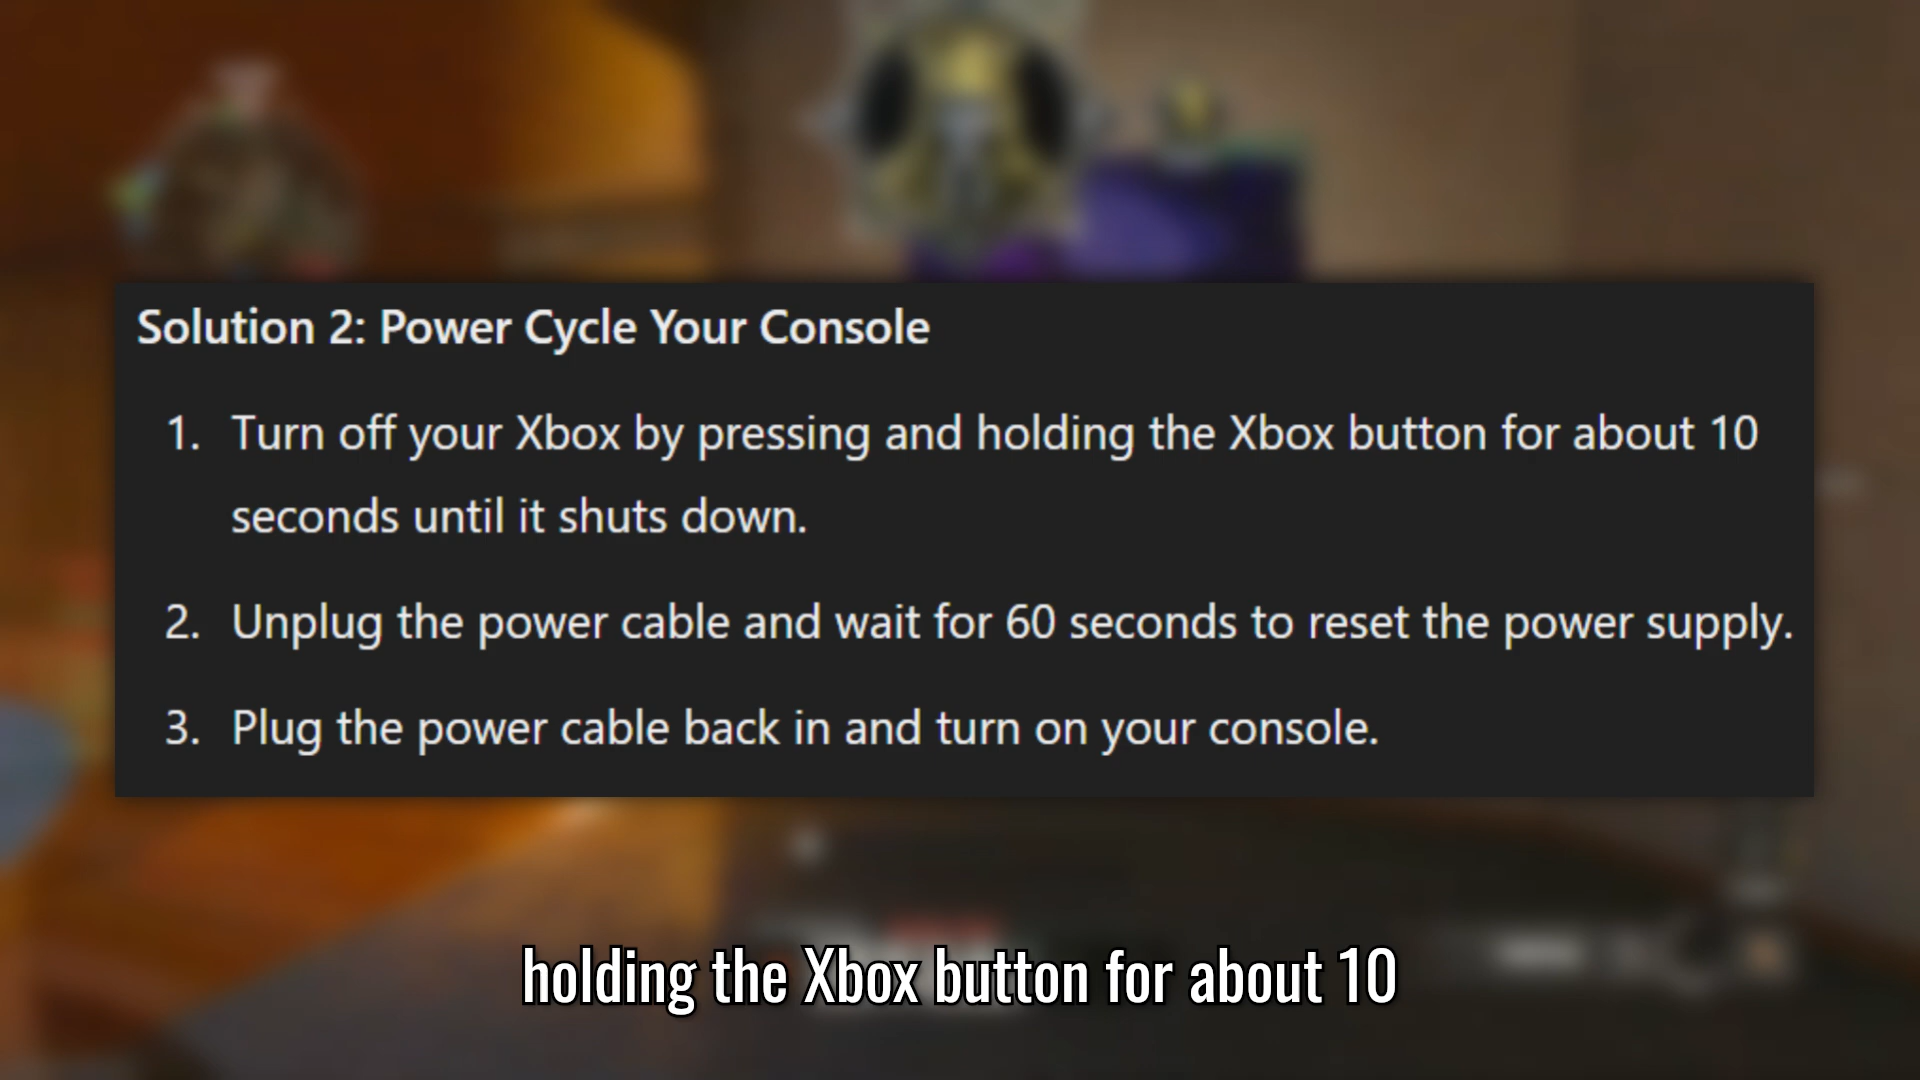 Solution 2: Power Cycle Your Console
1. Turn off your Xbox by pressing and holding the Xbox button for about 10
seconds until it shuts down.
2. Unplug the power cable and wait for 60 seconds to reset the power supply.
3. Plug the power cable back in and turn on your console.
holding the Xbox button for about 10